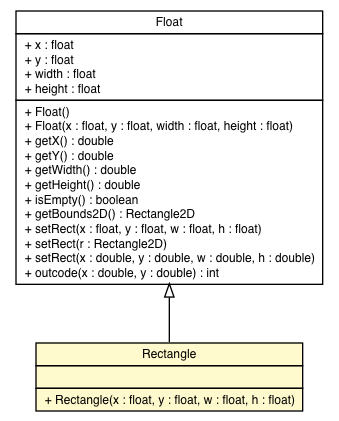 Float
+ x : float
+ y : float
+ width : float
+ height : float
+ Float()
+ Float(x : float, y : float, width : float, height : float)
+ getX() : double
+ getY() : double
+ getWidth() : double
+ getHeight() : double
+ isEmpty() : boolean
+ getBounds2D() : Rectangle2D
+ setRect(x : float, y : float, w : float, h : float)
+ setRect(r : Rectangle2D)
+ setRect(x : double, y : double, w : double, h : double)
+ outcode(x : double, y : double) : int
Rectangle
+ Rectangle(x : float, y : float, w : float, h : float)